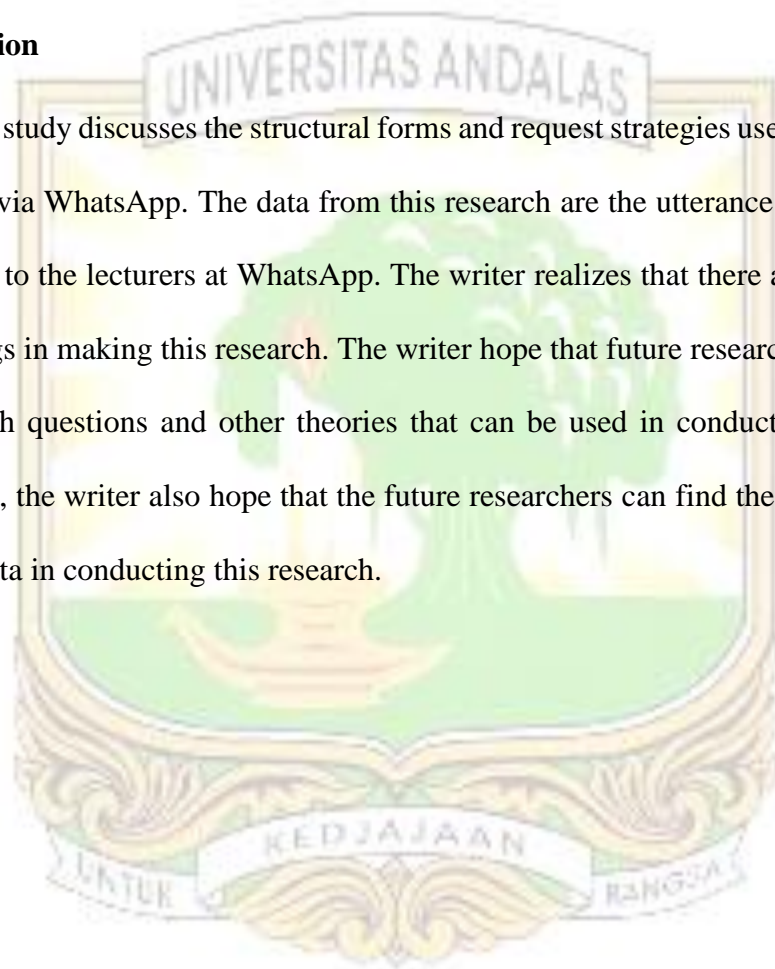 ion
UNIVERSITAS ANDALAS
study discusses the structural forms and request strategies use
via WhatsApp. The data from this research are the utterance
to the lecturers at WhatsApp. The writer realizes that there a
gs in making this research. The writer hope that future researc
h questions and other theories that can be used in conduct
, the writer also hope that the future researchers can find the
ta in conducting this research.
UNTUK KEDJAJAAN BANGSA